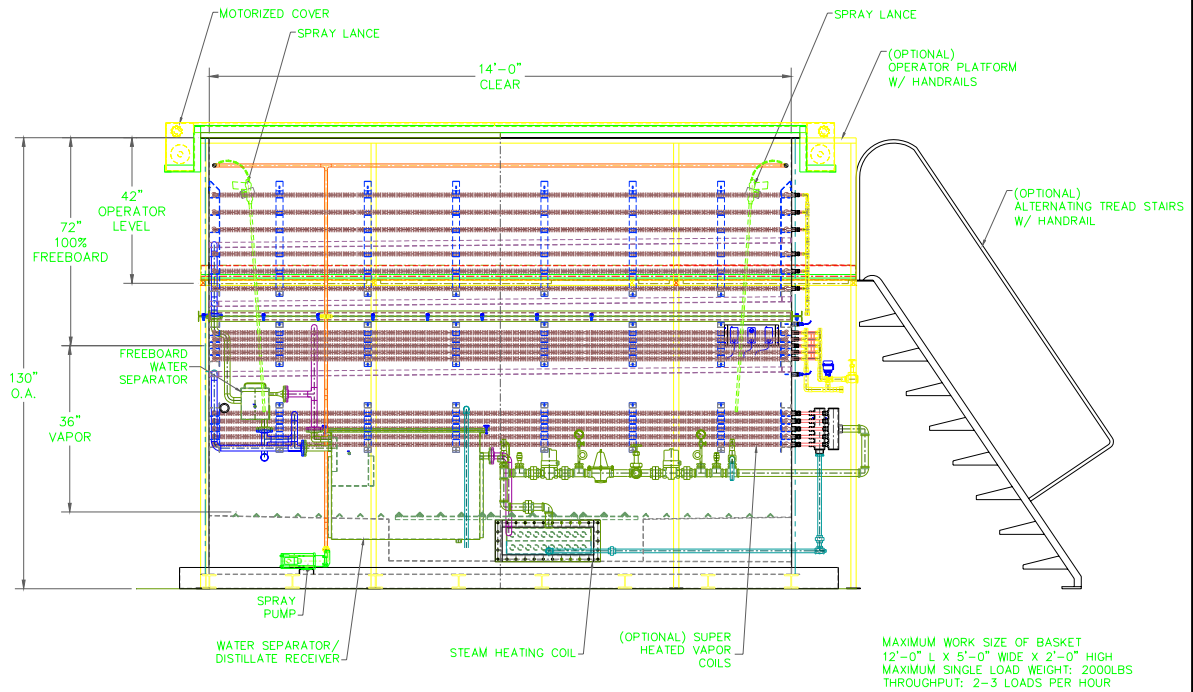 MOTORIZED COVER
SPRAY LANCE
SPRAY LANCE
(OPTIONAL)
OPERATOR PLATFORM
W/ HANDRAILS
14'-0"
CLEAR
42"
OPERATOR
LEVEL
72"
100%
FREEBOARD
(OPTIONAL)
ALTERNATING TREAD STAIRS
W/ HANDRAIL
FREEBOARD
WATER
SEPARATOR
130"
O.A.
36"
VAPOR
SPRAY
PUMP
WATER SEPARATOR/
DISTILLATE RECEIVER
STEAM HEATING COIL
(OPTIONAL) SUPER
HEATED VAPOR
COILS
MAXIMUM WORK SIZE OF BASKET
12'-0" L X 5'-0" WIDE X 2'-0" HIGH
MAXIMUM SINGLE LOAD WEIGHT: 2000LBS
THROUGHPUT: 2-3 LOADS PER HOUR